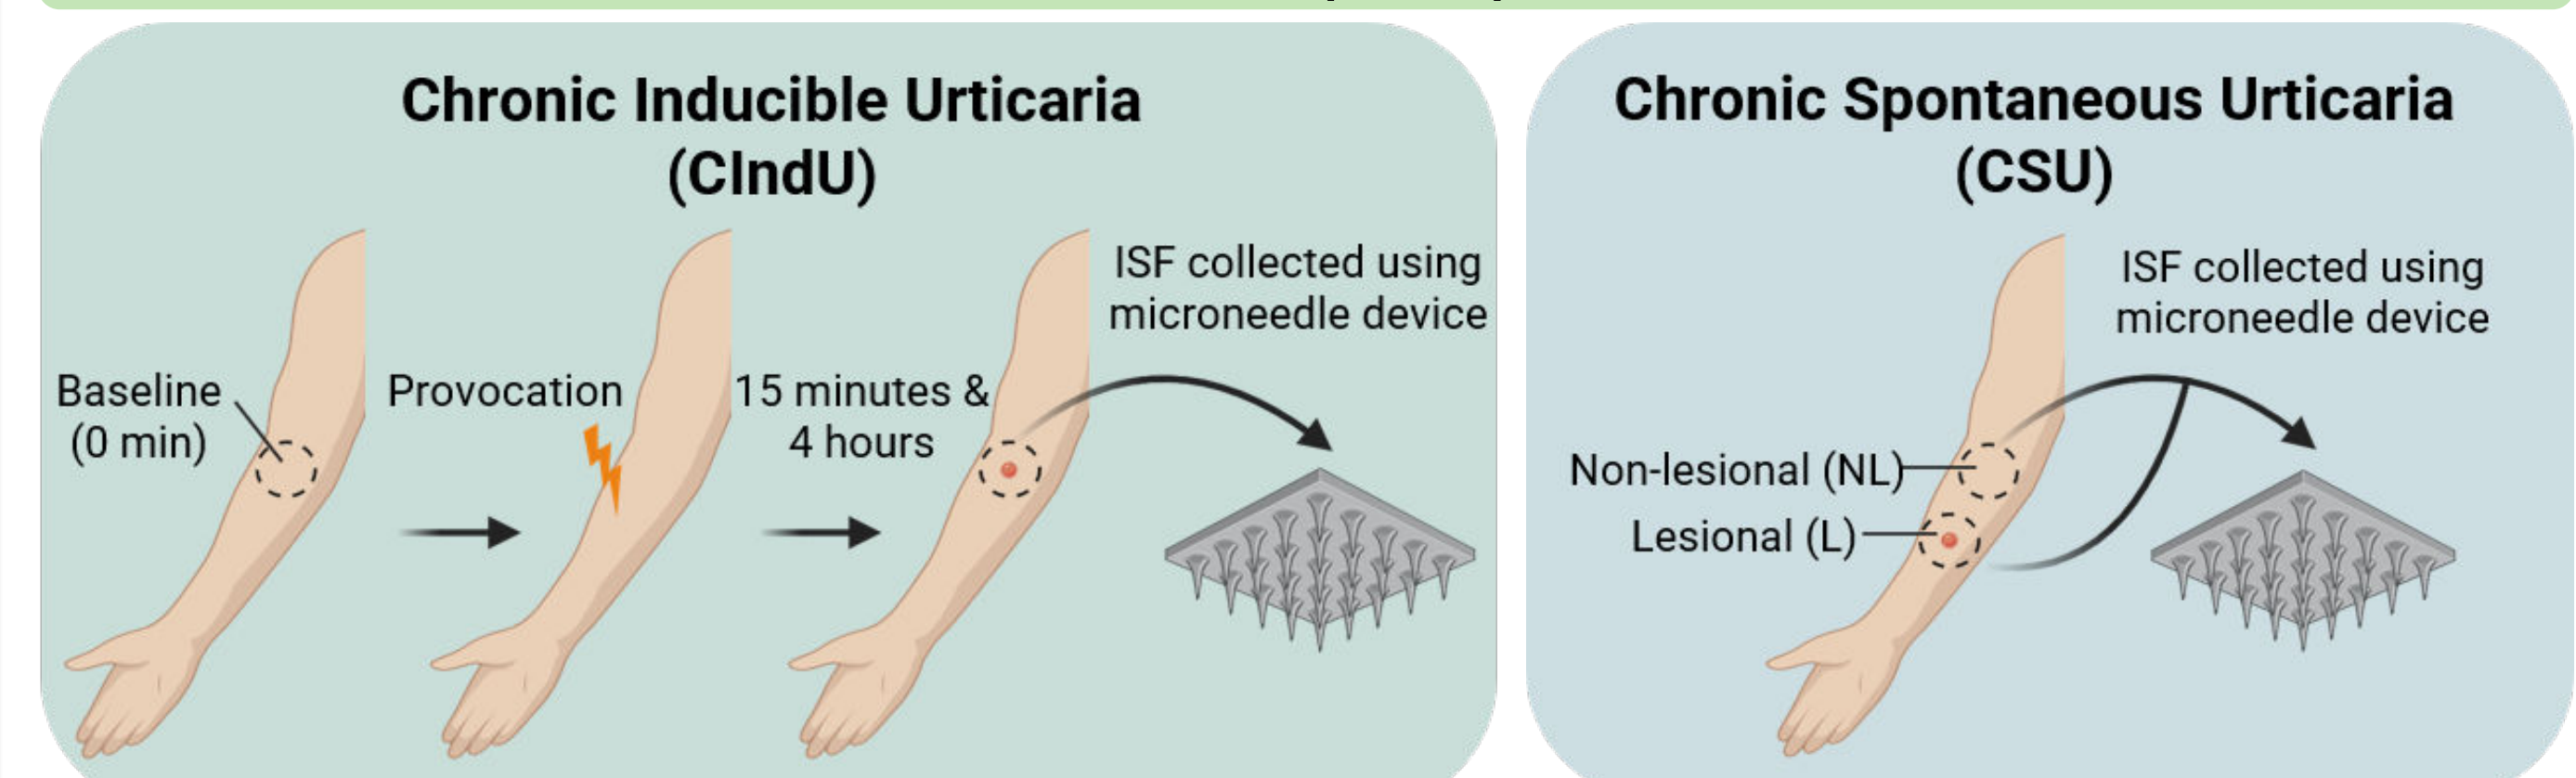 Chronic Inducible Urticaria
(CIndU)
Baseline
(0 min)
Provocation
15 minutes &
4 hours
ISF collected using
microneedle device
Chronic Spontaneous Urticaria
(CSU)
ISF collected using
microneedle device
Non-lesional (NL)
Lesional (L)